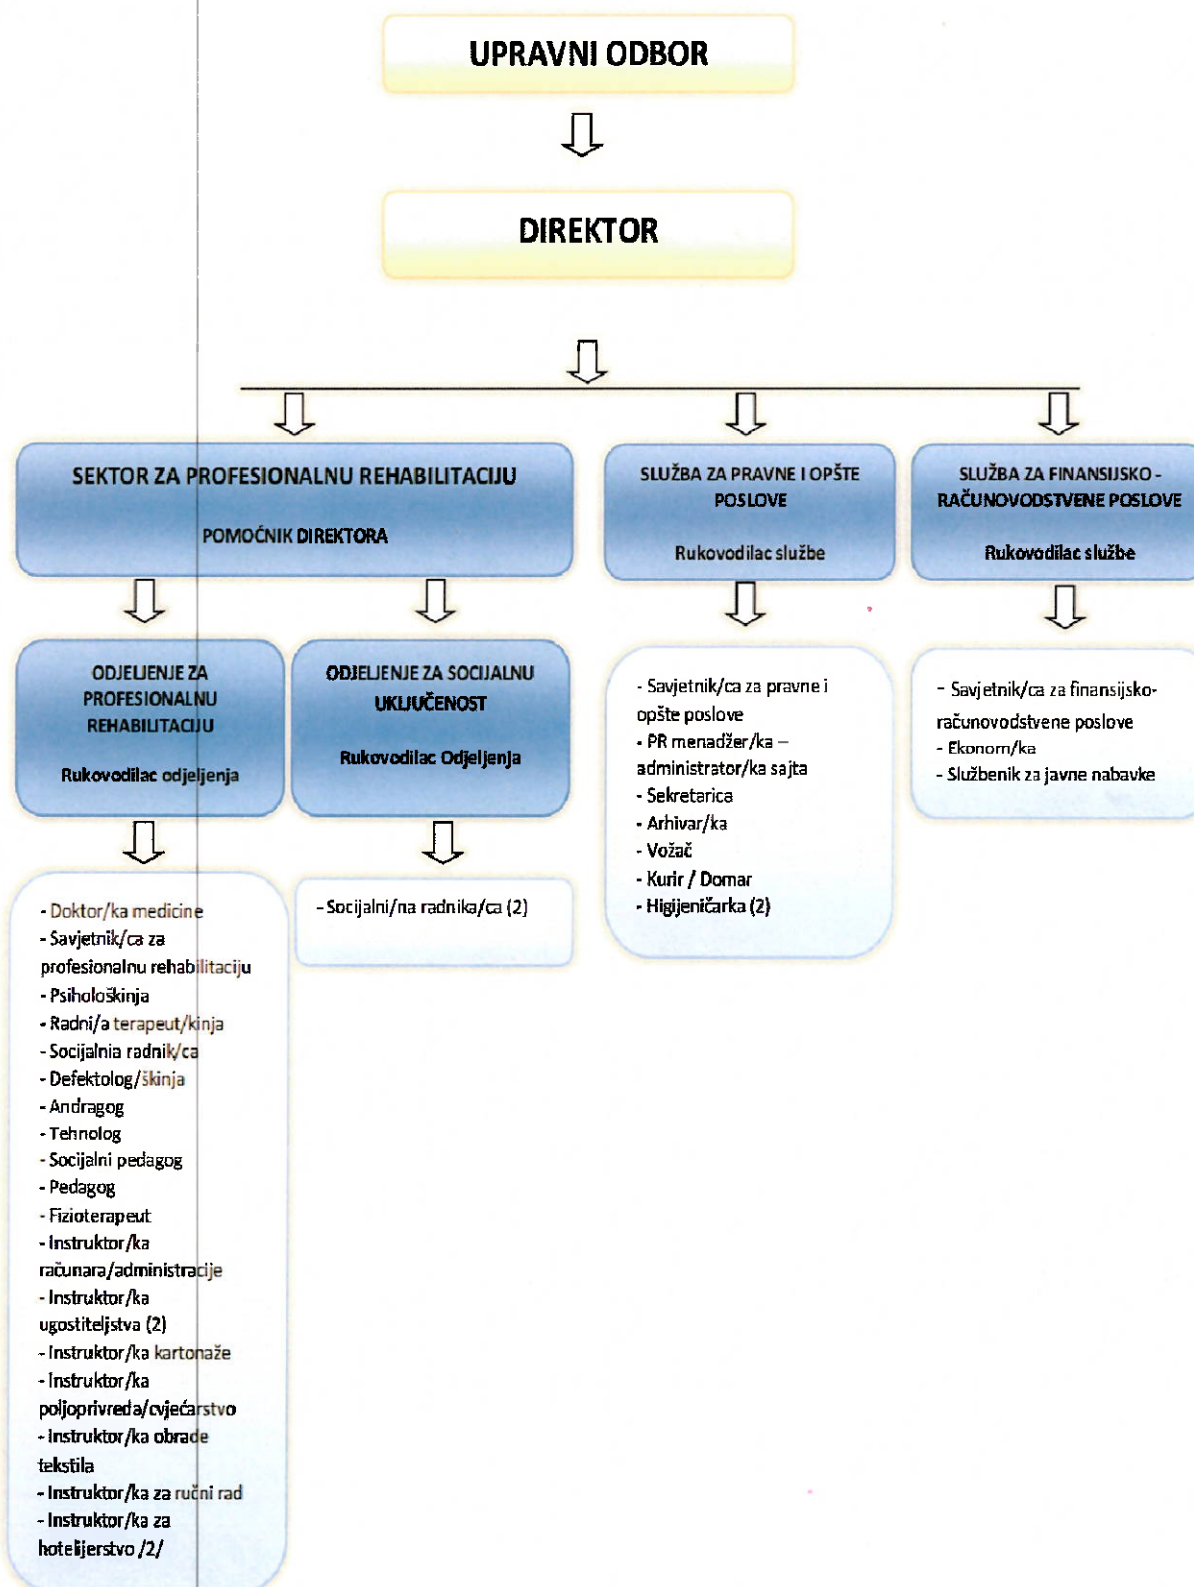 UPRAVNI ODBOR
DIREKTOR
SEKTOR ZA PROFESIONALNU REHABILITACIJU
POMOĆNIK DIREKTORA
SLUŽBA ZA PRAVNE I OPŠTE
POSLOVE
Rukovodilac službe
SLUŽBA ZA FINANSIJSKO -
RAČUNOVODSTVENE POSLOVE
Rukovodilac službe
ODJELJENJE ZA
PROFESIONALNU
REHABILITACIJU
Rukovodilac odjeljenja
ODJELJENJE ZA SOCIJALNU
UKLJUČENOST
Rukovodilac Odjeljenja
- Savjetnik/ca za pravne i
opšte poslove
- PR menadžer/ka –
administrator/ka sajta
- Sekretarica
- Arhivar/ka
- Vozač
- Kurir / Domar
- Higijeničarka (2)
- Savjetnik/ca za finansijsko-
računovodstvene poslove
- Ekonom/ka
- Službenik za javne nabavke
- Doktor/ka medicine
- Savjetnik/ca za
profesionalnu rehabilitaciju
- Psihološkinja
- Radni/a terapeut/kinja
- Socijalnia radnik/ca
- Defektolog/škinja
- Andragog
- Tehnolog
- Socijalni pedagog
- Pedagog
- Fizioterapeut
- Instruktor/ka
računara/administracije
- Instruktor/ka
ugostiteljstva (2)
- Instruktor/ka kartonaže
- Instruktor/ka
poljoprivreda/cvjećarstvo
- Instruktor/ka obrade
tekstila
- Instruktor/ka za ručni rad
- Instruktor/ka za
hotelijerstvo /2/
- Socijalni/na radnika/ca (2)